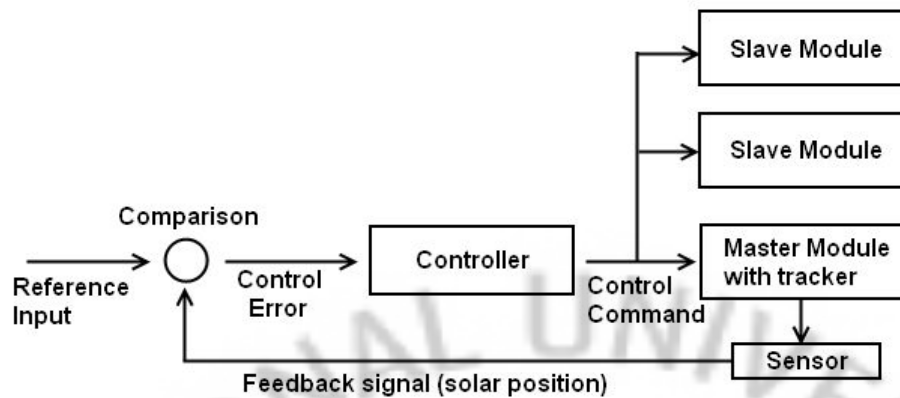 Slave Module
Slave Module
Comparison
Reference
Input
Control
Error
Controller
Control
Command
Master Module
with tracker
Sensor
Feedback signal (solar position)